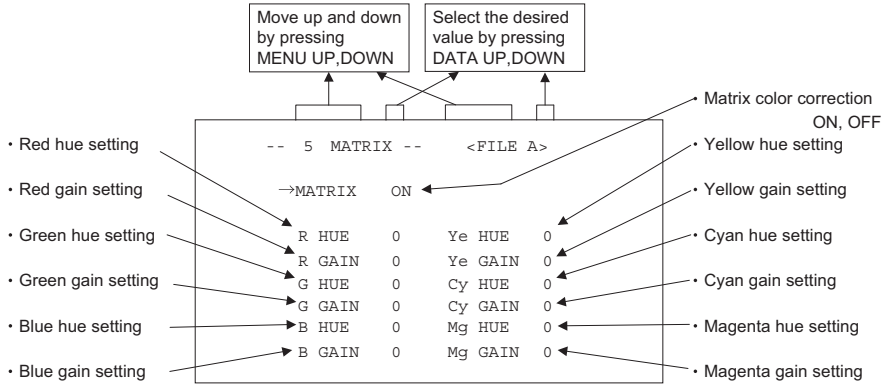 Move up and down
by pressing
MENU UP,DOWN
Select the desired
value by pressing
DATA UP,DOWN
・Matrix color correction
ON, OFF
・Red hue setting
・Red gain setting
・Green hue setting
・Green gain setting
・Blue hue setting
・Blue gain setting
-- 5 MATRIX -- <FILE A>
→MATRIX ON
R HUE 0 Ye HUE 0
R GAIN 0 Ye GAIN 0
G HUE 0 Cy HUE 0
G GAIN 0 Cy GAIN 0
B HUE 0 Mg HUE 0
B GAIN 0 Mg GAIN 0
・Yellow hue setting
・Yellow gain setting
・Cyan hue setting
・Cyan gain setting
・Magenta hue setting
・Magenta gain setting